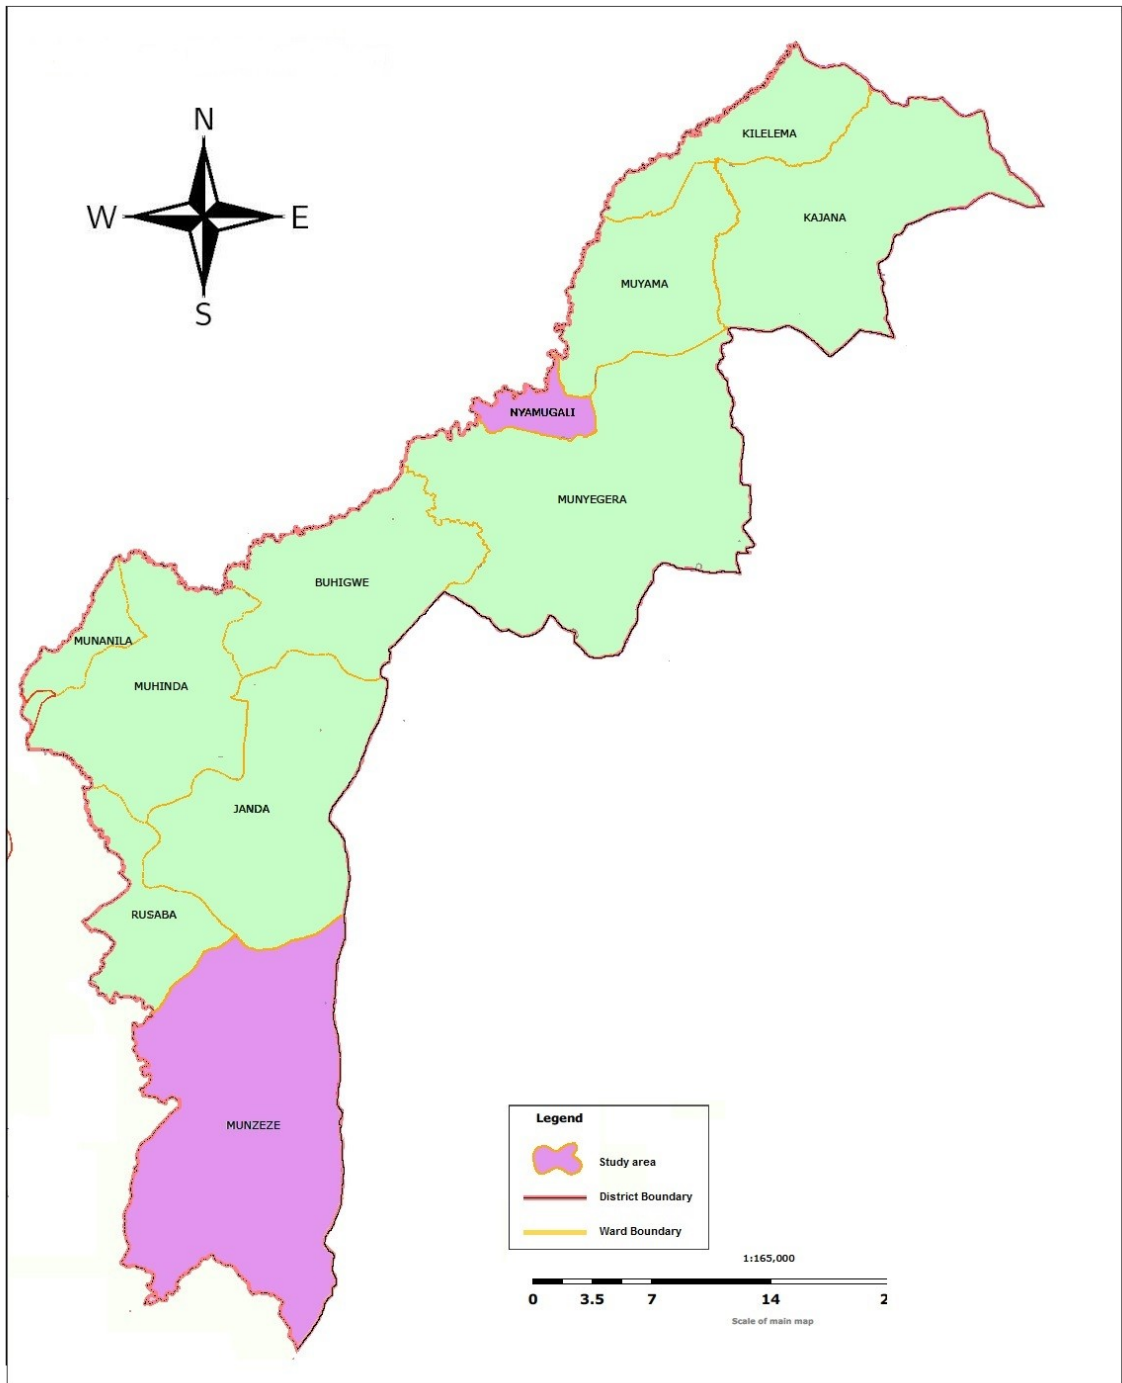 N
W E
S
KILELEMA
KAJANA
MUYAMA
NYAMUGALI
MUNYEGERA
BUHIGWE
MUNANILA
MUHINDA
JANDA
RUSABA
MUNZEZE
Legend
Study area
District Boundary
Ward Boundary
1:165,000
0 3.5 7 14 2
Scale of main map